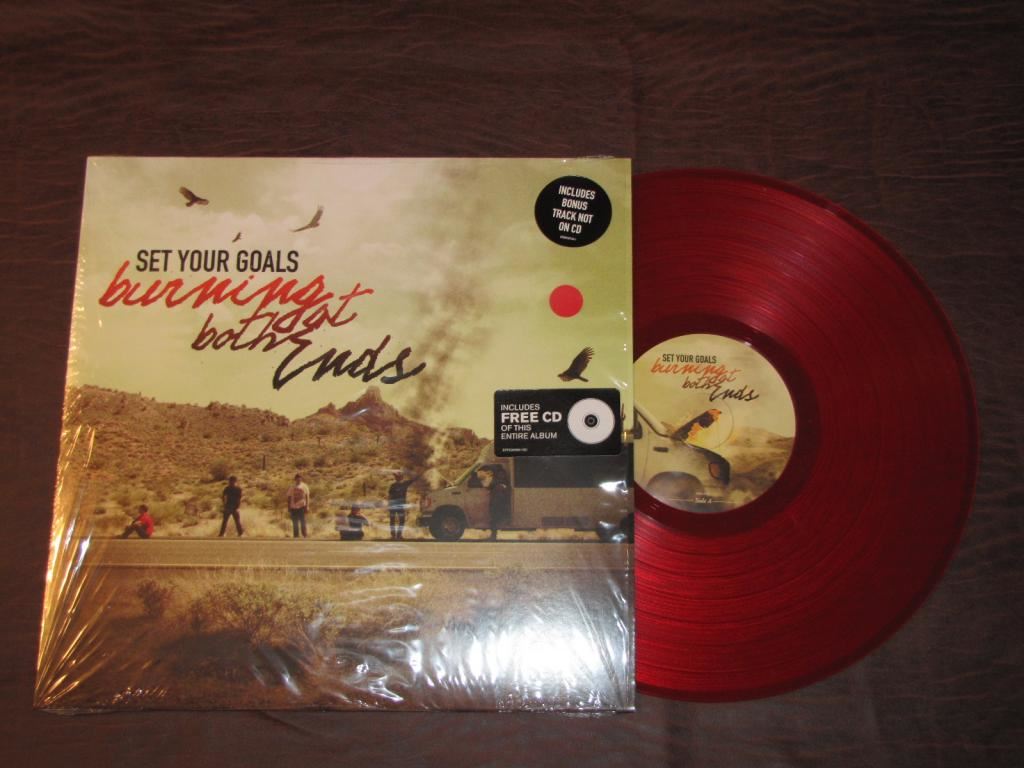 INCLUDES
BONUS
TRACK NOT
ON CD
SET YOUR GOALS
burning at
both Ends
INCLUDES
FREE CD
OF THIS
ENTIRE ALBUM
SET YOUR GOALS
burning at
both Ends
Side A